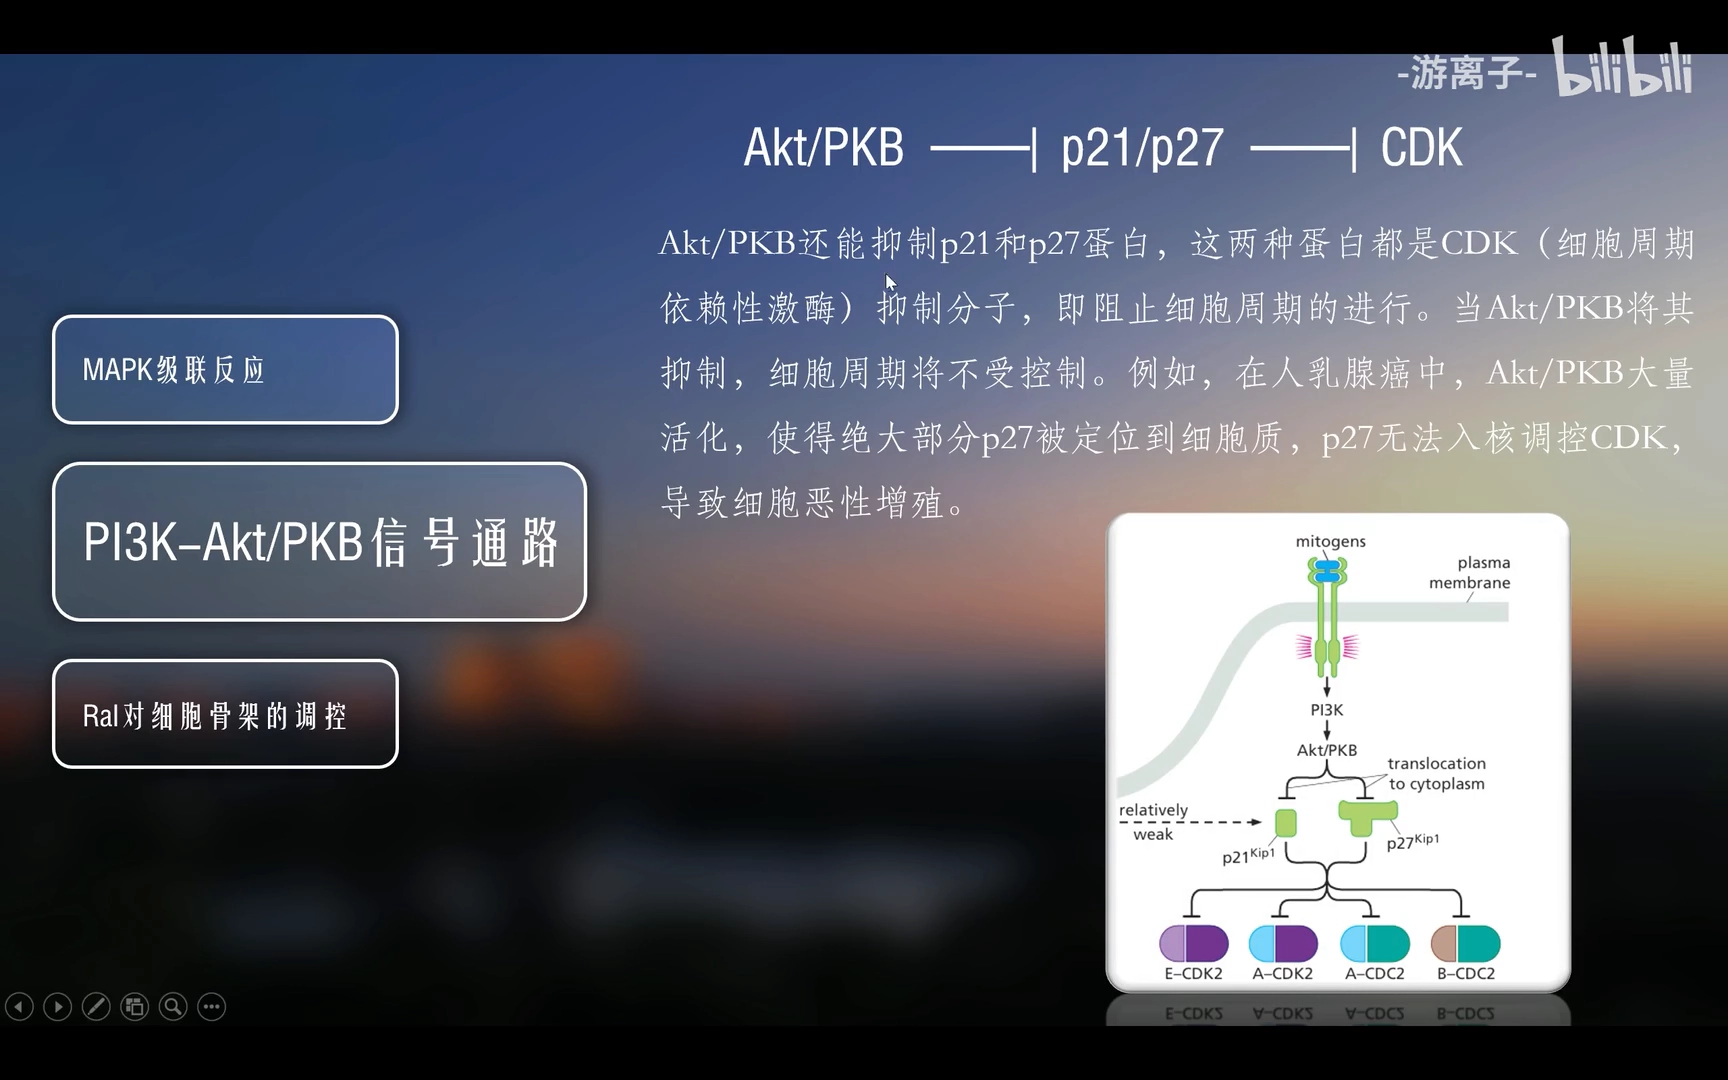 -游离子- bilibili
Akt/PKB ——| p21/p27 ——| CDK
Akt/PKB还能抑制p21和p27蛋白，这两种蛋白都是CDK（细胞周期
依赖性激酶）抑制分子，即阻止细胞周期的进行。当Akt/PKB将其
抑制，细胞周期将不受控制。例如，在人乳腺癌中，Akt/PKB大量
活化，使得绝大部分p27被定位到细胞质，p27无法入核调控CDK，
导致细胞恶性增殖。
MAPK级联反应
PI3K-Akt/PKB信号通路
Ral对细胞骨架的调控
mitogens
plasma
membrane
PI3K
Akt/PKB
translocation
to cytoplasm
relatively
weak
p21Kip1
p27Kip1
E-CDK2 A-CDK2 A-CDC2 B-CDC2